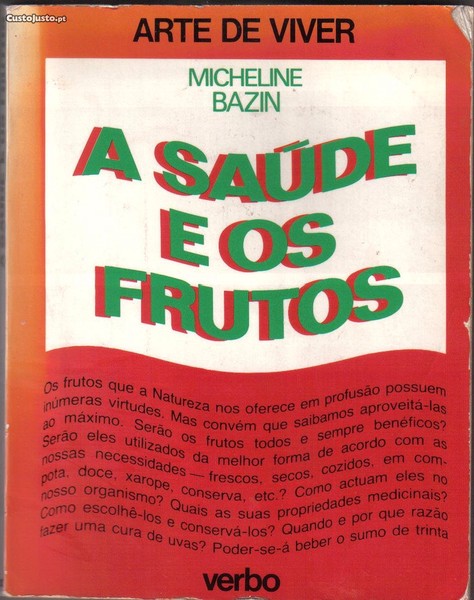 CustoJusto.pt
ARTE DE VIVER
MICHELINE
BAZIN
A SAÚDE
E OS
FRUTOS
Os frutos que a Natureza nos oferece em profusão possuem
inúmeras virtudes. Mas convém que saibamos aproveitá-las
ao máximo. Serão os frutos todos e sempre benéficos?
Serão eles utilizados da melhor forma de acordo com as
nossas necessidades — frescos, secos, cozidos, em com-
pota, doce, xarope, conserva, etc.? Como actuam eles no
nosso organismo? Quais as suas propriedades medicinais?
Como escolhê-los e conservá-los? Quando e por que razão
fazer uma cura de uvas? Poder-se-á beber o sumo de trinta
verbo